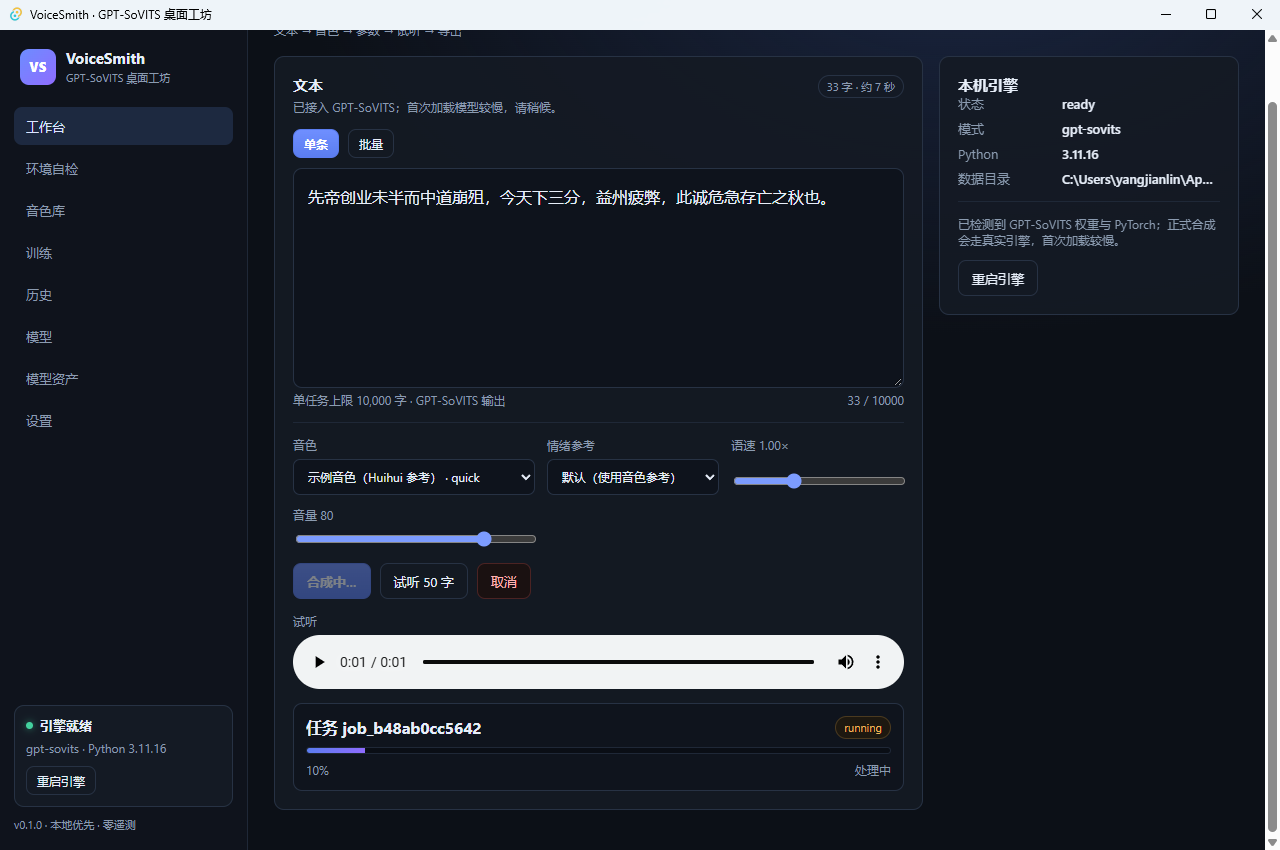 VoiceSmith · GPT-SoVITS 桌面工坊
VS
VoiceSmith
GPT-SoVITS 桌面工坊
工作台
环境自检
音色库
训练
历史
模型
模型资产
设置
引擎就绪
gpt-sovits · Python 3.11.16
重启引擎
v0.1.0 · 本地优先 · 零遥测
文本 → 音色 → 参数 → 试听 → 导出
文本
33 字 · 约 7 秒
已接入 GPT-SoVITS；首次加载模型较慢，请稍候。
单条
批量
先帝创业未半而中道崩殂，今天下三分，益州疲弊，此诚危急存亡之秋也。
单任务上限 10,000 字 · GPT-SoVITS 输出
33 / 10000
音色
情绪参考
语速 1.00×
示例音色（Huihui 参考） · quick
默认（使用音色参考）
音量 80
合成中...
试听 50 字
取消
试听
0:01 / 0:01
任务 job_b48ab0cc5642
running
10%
处理中
本机引擎
状态
ready
模式
gpt-sovits
Python
3.11.16
数据目录
C:\Users\yangjianlin\Ap...
已检测到 GPT-SoVITS 权重与 PyTorch；正式合成
会走真实引擎，首次加载较慢。
重启引擎